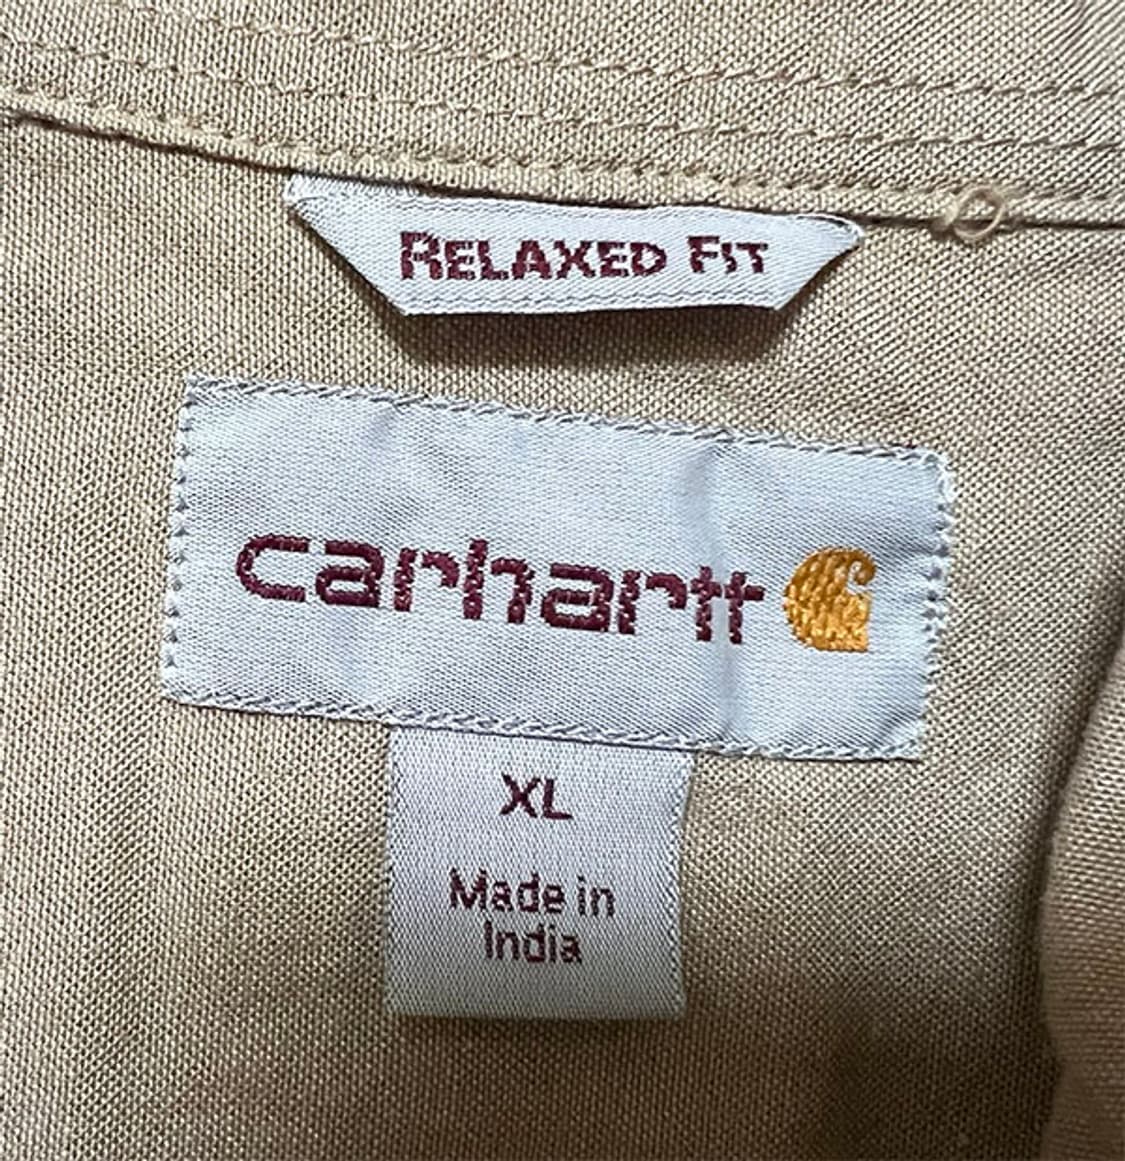 RELAXED FIT
carhartt
XL
Made in
India